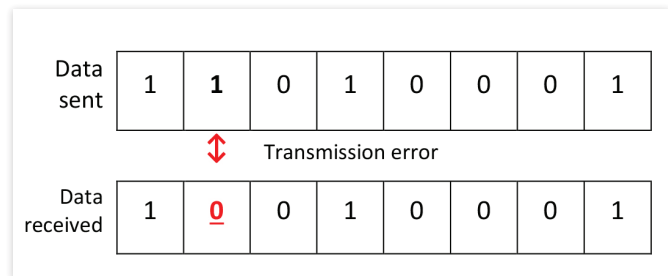 Data sent
1 1 0 1 0 0 0 1
Transmission error
Data received
1 0 0 1 0 0 0 1